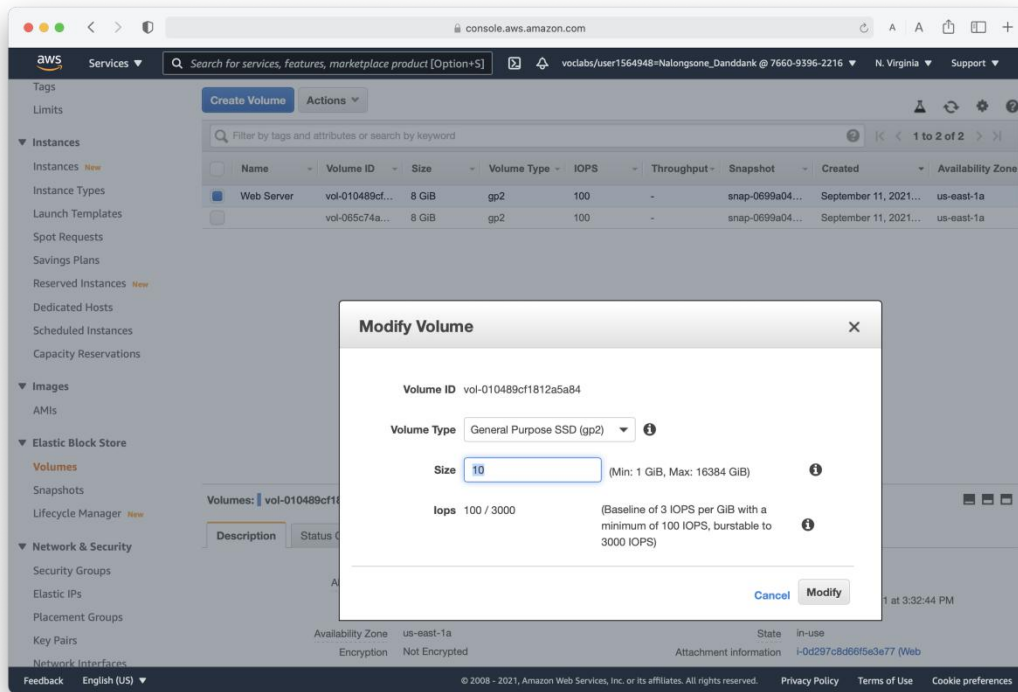 console.aws.amazon.com
A A
aws Services Search for services, features, marketplace product [Option+S] voclabs/user1564948=Nalongsone_Danddank @ 7660-9396-2216 N. Virginia Support
Tags
Limits
Instances
Instances New
Instance Types
Launch Templates
Spot Requests
Savings Plans
Reserved Instances New
Dedicated Hosts
Scheduled Instances
Capacity Reservations
Images
AMIs
Elastic Block Store
Volumes
Snapshots
Lifecycle Manager New
Network & Security
Security Groups
Elastic IPs
Placement Groups
Key Pairs
Network Interfaces
Create Volume Actions
Filter by tags and attributes or search by keyword 1 to 2 of 2
Name Volume ID Size Volume Type IOPS Throughput Snapshot Created Availability Zone
Web Server vol-010489cf... 8 GiB gp2 100 - snap-0699a04... September 11, 2021... us-east-1a
vol-065c74a... 8 GiB gp2 100 - snap-0699a04... September 11, 2021... us-east-1a
Modify Volume
Volume ID vol-010489cf1812a5a84
Volume Type General Purpose SSD (gp2)
Size 10 (Min: 1 GiB, Max: 16384 GiB)
Iops 100 / 3000 (Baseline of 3 IOPS per GiB with a
minimum of 100 IOPS, burstable to
3000 IOPS)
Cancel Modify
Volumes: vol-010489cf18
Description Status
1 at 3:32:44 PM
Availability Zone us-east-1a State in-use
Encryption Not Encrypted Attachment information i-0d297c8d66f5e3e77 (Web
Feedback English (US) © 2008 - 2021, Amazon Web Services, Inc. or its affiliates. All rights reserved. Privacy Policy Terms of Use Cookie preferences